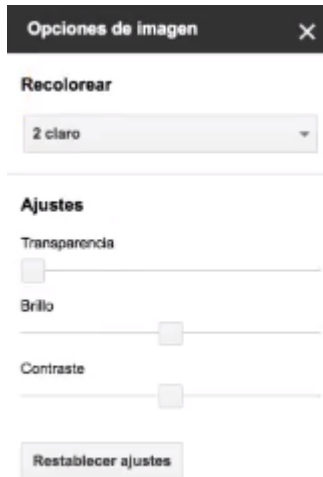 Opciones de imagen
Recolorear
2 claro
Ajustes
Transparencia
Brillo
Contraste
Restablecer ajustes